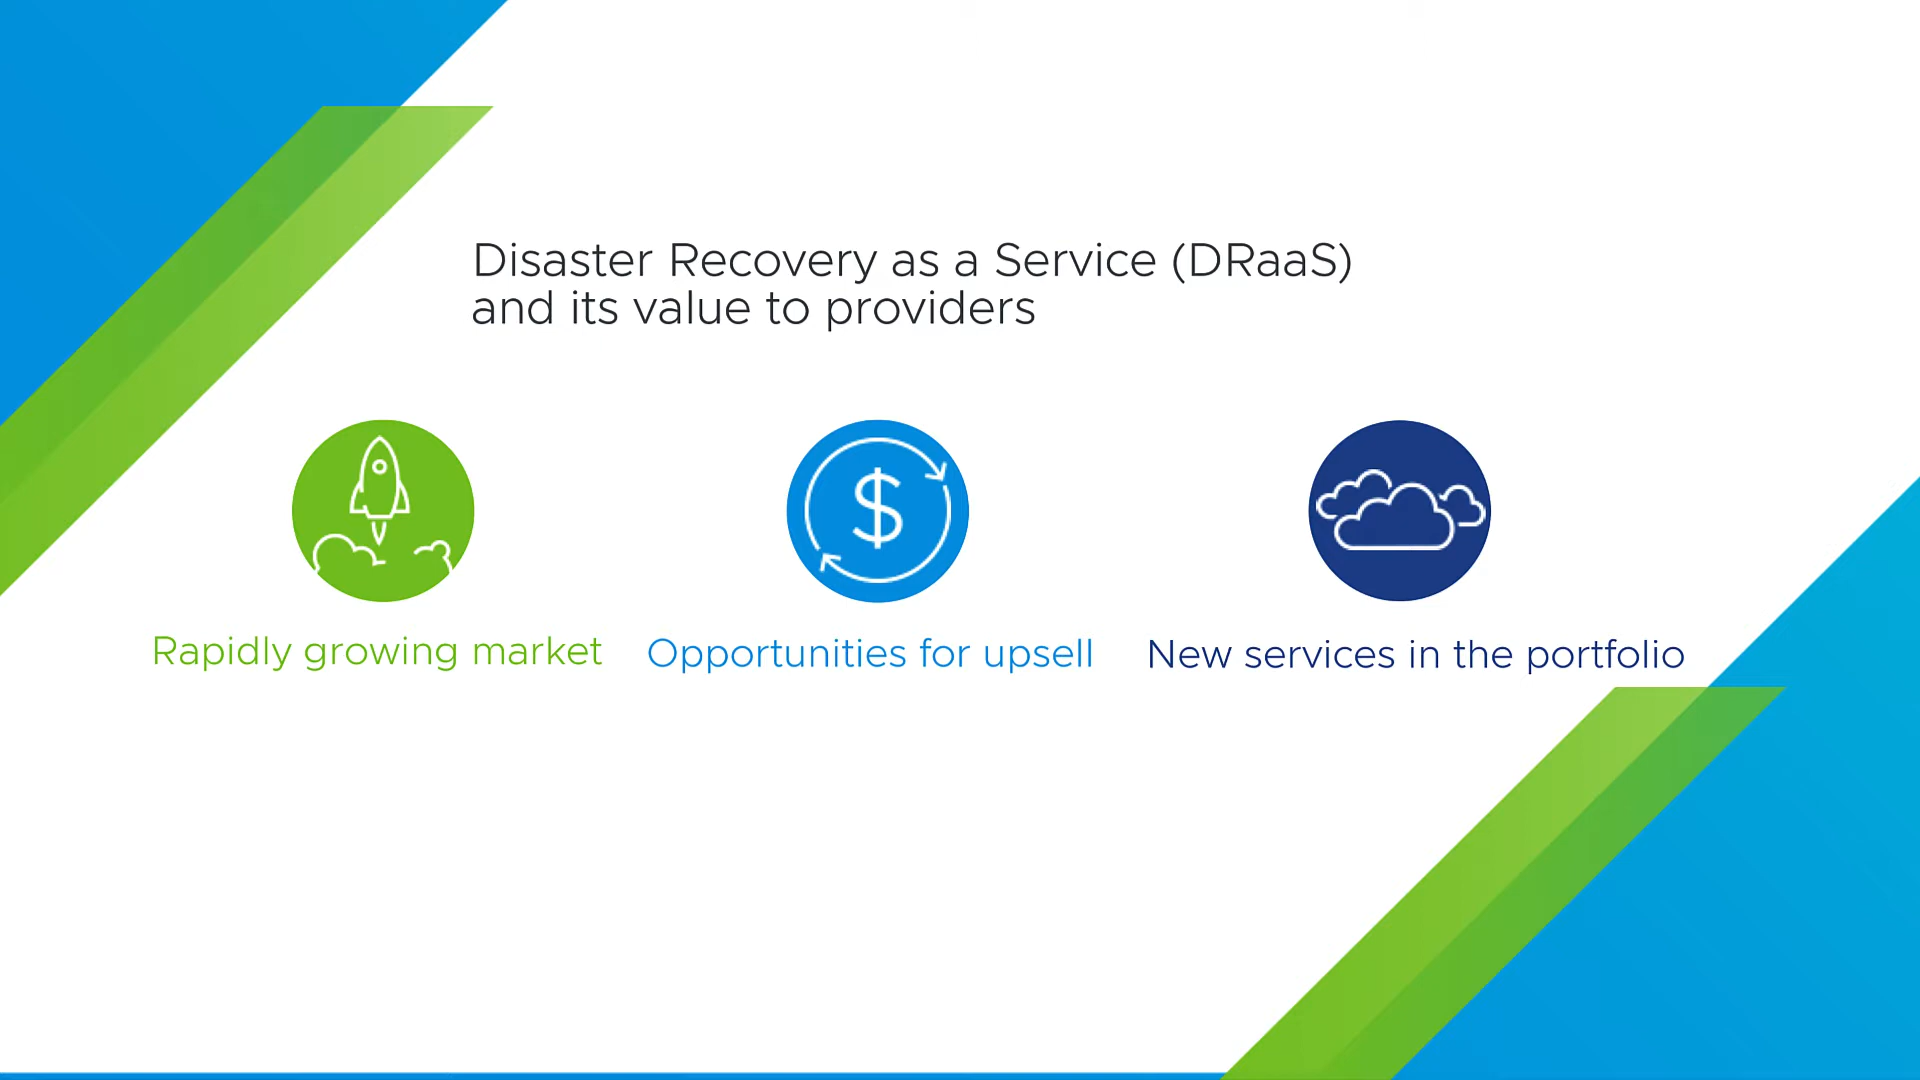 Disaster Recovery as a Service (DRaaS)
and its value to providers
$
Rapidly growing market
Opportunities for upsell
New services in the portfolio